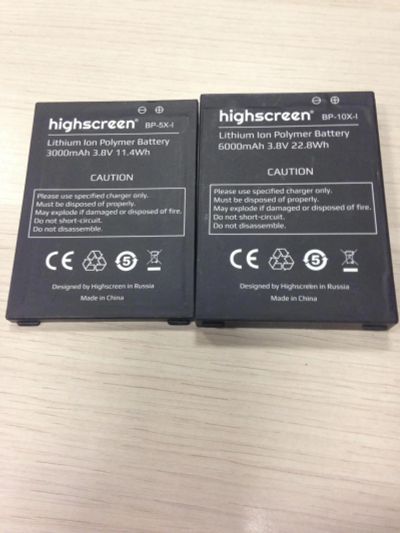 highscreen®
BP-5X-I
Lithium Ion Polymer Battery
3000mAh 3.8V 11.4Wh
CAUTION
Please use specified charger only.
Must be disposed of properly.
May explode if damaged or disposed of fire.
Do not short-circuit.
Do not disassemble.
CE
5
Designed by Highscreen in Russia
Made in China
highscreen®
BP-10X-I
Lithium Ion Polymer Battery
6000mAh 3.8V 22.8Wh
CAUTION
Please use specified charger only.
Must be disposed of properly.
May explode if damaged or disposed of fire.
Do not short-circuit.
Do not disassemble.
CE
5
Designed by Highscreen in Russia
Made in China